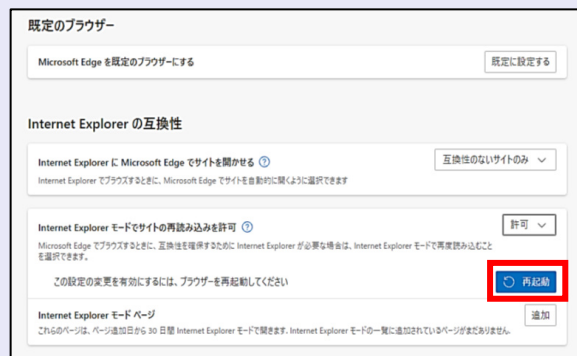 既定のブラウザー
Microsoft Edge を既定のブラウザーにする
既定に設定する
Internet Explorer の互換性
Internet Explorer に Microsoft Edge でサイトを開かせる
互換性のないサイトのみ
Internet Explorer でブラウズするときに、Microsoft Edge でサイトを自動的に開くように選択できます
Internet Explorer モードでサイトの再読み込みを許可
許可
Microsoft Edge でブラウズするときに、互換性を確保するために Internet Explorer が必要な場合は、Internet Explorer モードで再度読み込むこと
を選択できます。
この設定の変更を有効にするには、ブラウザーを再起動してください
再起動
Internet Explorer モード ページ
追加
これらのページは、ページ追加日から 30 日間 Internet Explorer モードで開きます。Internet Explorer モードの一覧に追加されているページがまだありません。